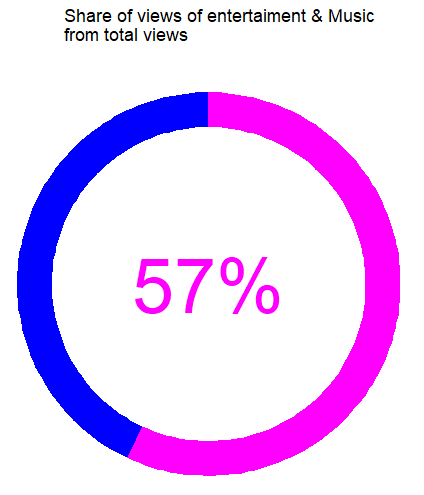 Share of views of entertaiment & Music
from total views
57%